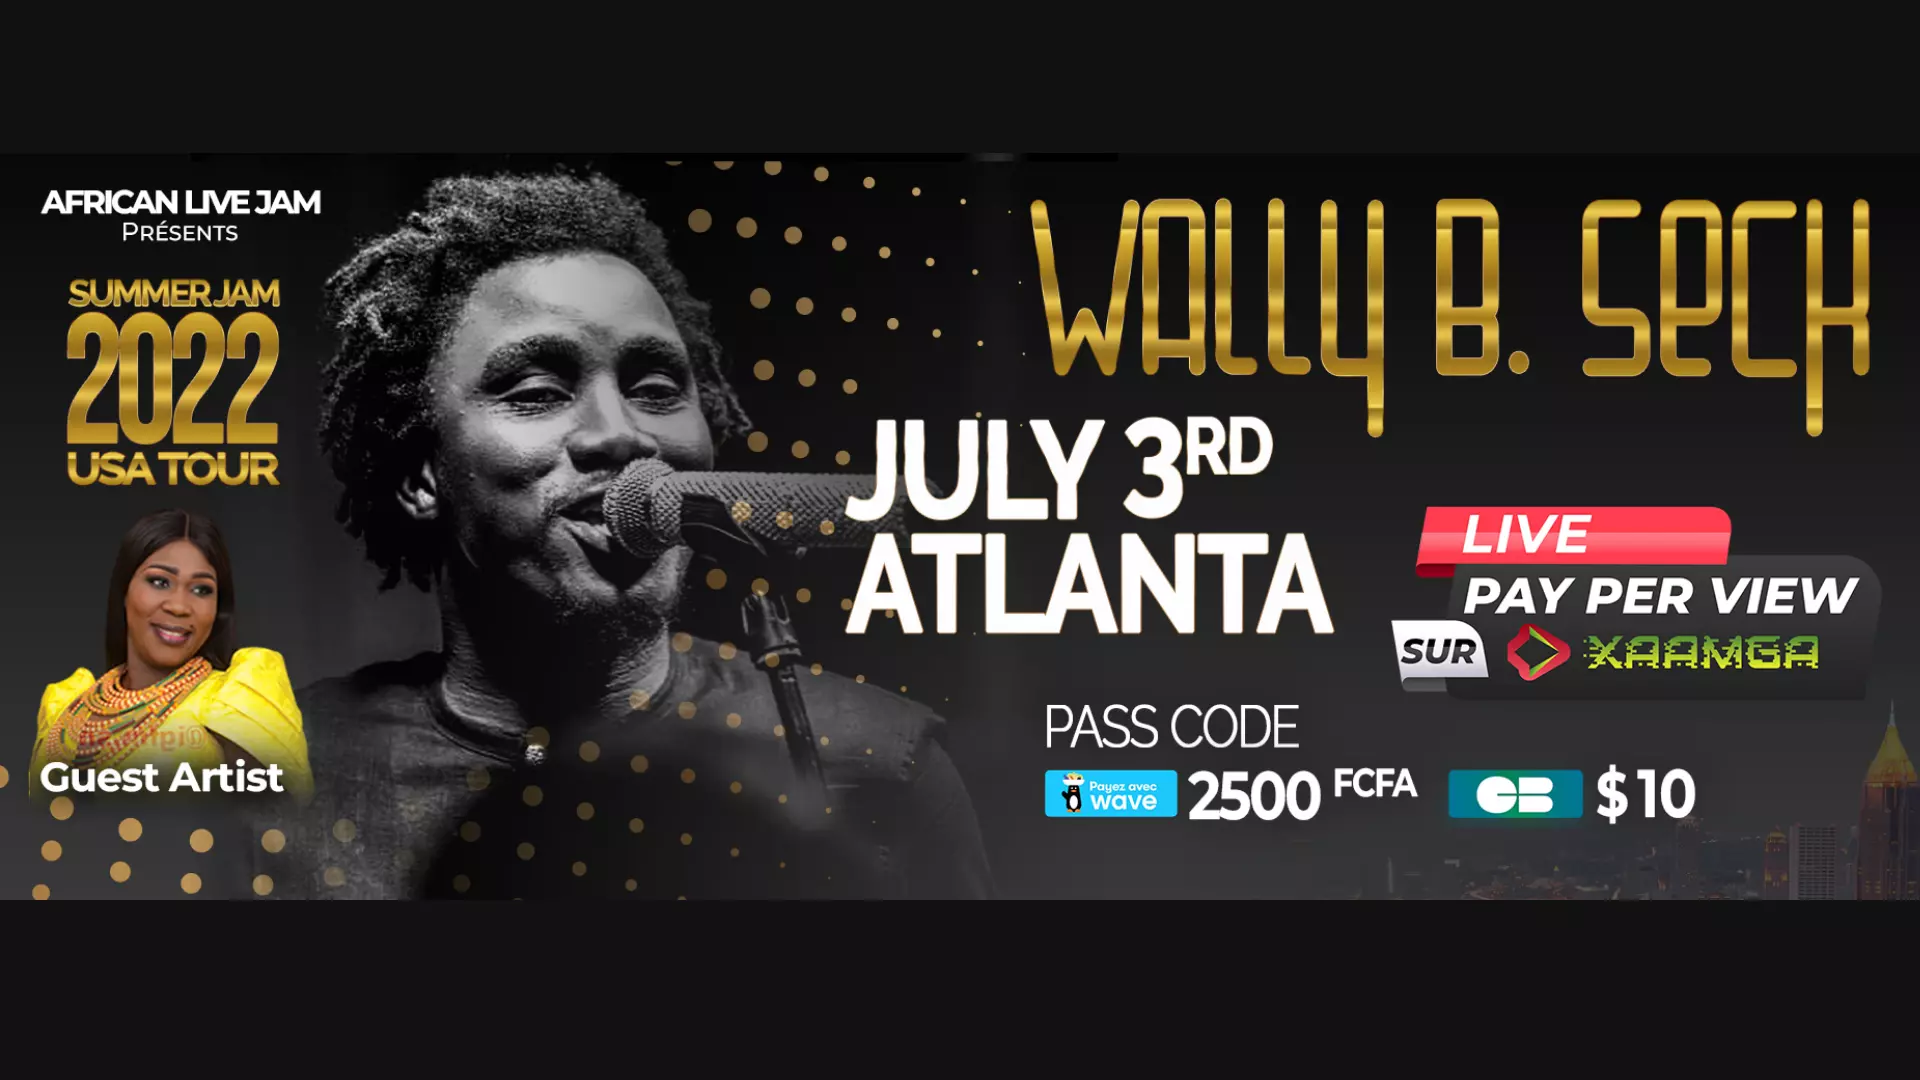 AFRICAN LIVE JAM
PRÉSENTS
SUMMER JAM
2022
USA TOUR
Guest Artist
WALLY B. SECK
JULY 3RD
ATLANTA
LIVE
PAY PER VIEW
SUR XAAMGA
PASS CODE
Payez avec
wave
2500 FCFA
CB $10